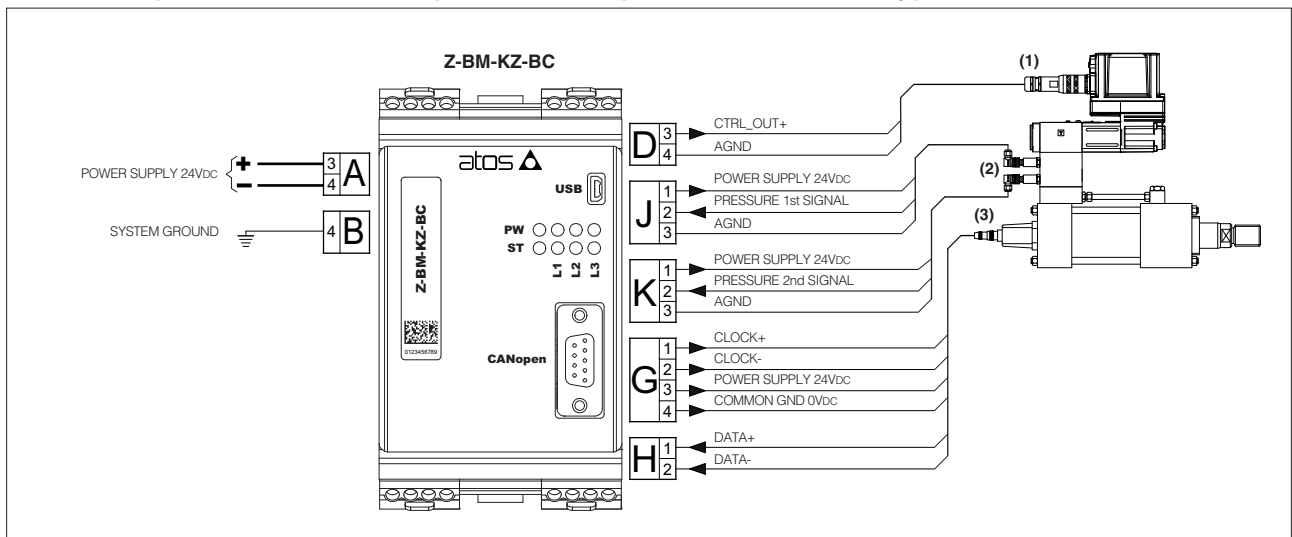 Z-BM-KZ-BC
(1)
D
3
CTRL_OUT+
4
AGND
atos
+
3
POWER SUPPLY 24VDC
A
-
4
USB
J
1
POWER SUPPLY 24VDC
2
PRESSURE 1st SIGNAL
3
AGND
(2)
Z-BM-KZ-BC
SYSTEM GROUND
4
B
PW
ST
L1
L2
L3
(3)
T
K
1
POWER SUPPLY 24VDC
2
PRESSURE 2nd SIGNAL
3
AGND
0123456789
CANopen
G
1
CLOCK+
2
CLOCK-
3
POWER SUPPLY 24VDC
4
COMMON GND 0VDC
H
1
DATA+
2
DATA-